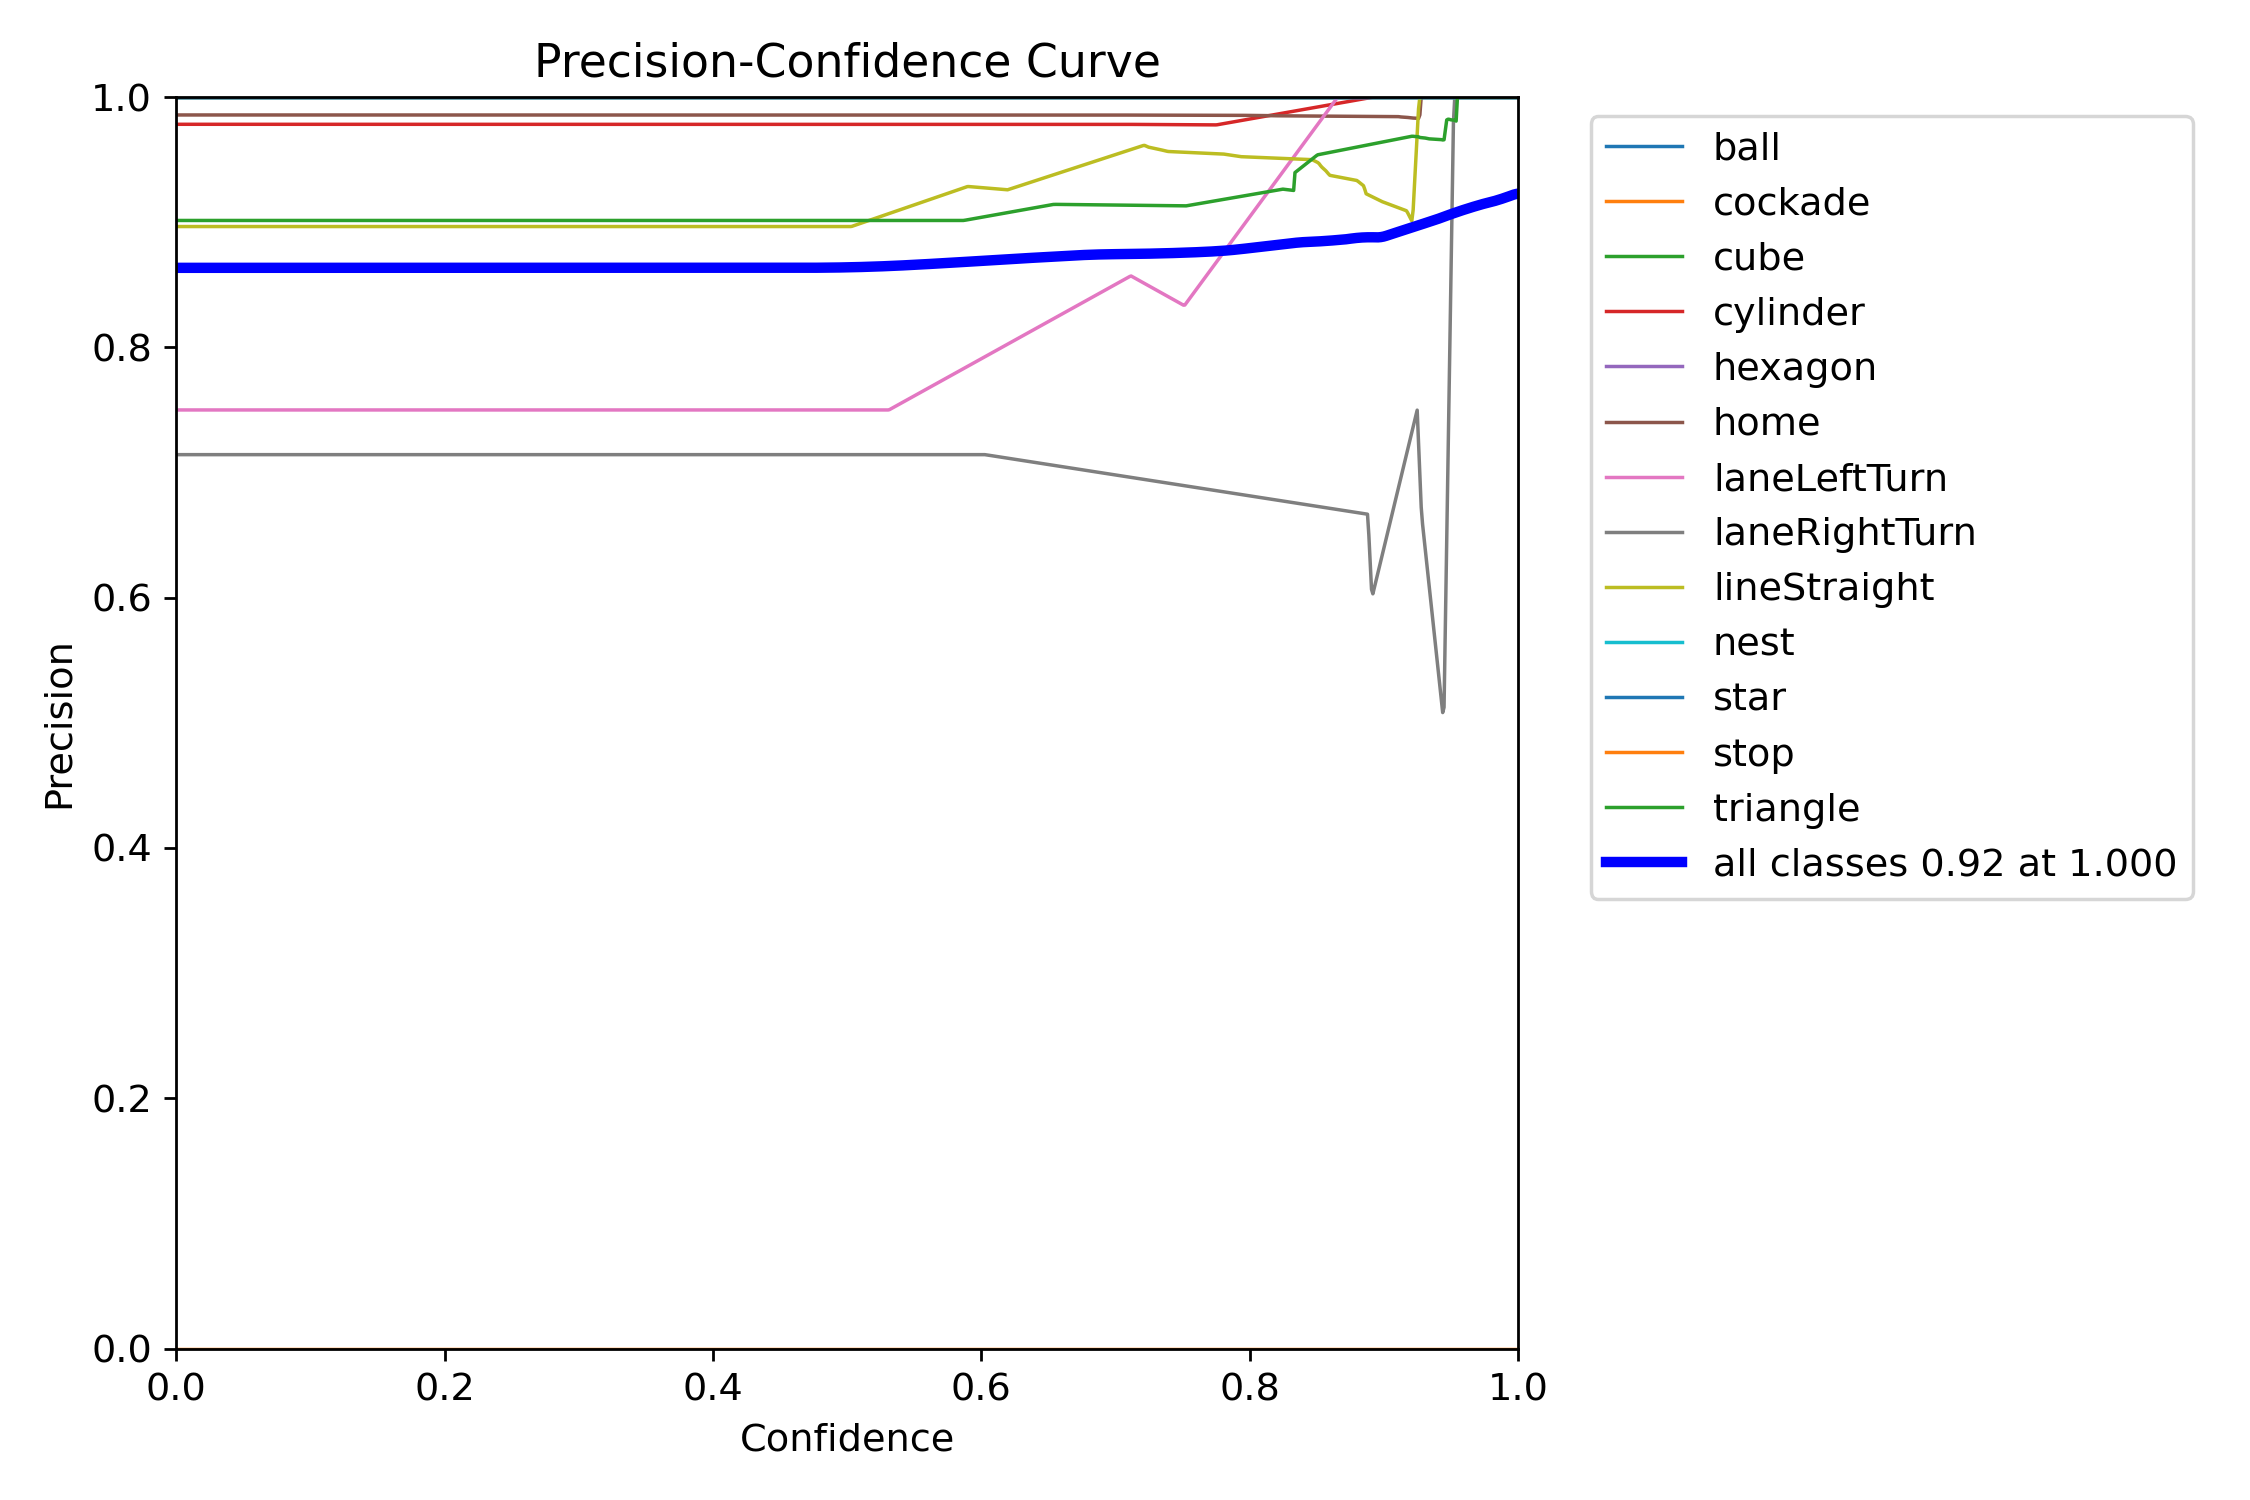 Precision-Confidence Curve
1.0
0.8
0.6
0.4
0.2
0.0
Precision
0.0 0.2 0.4 0.6 0.8 1.0
Confidence
ball
cockade
cube
cylinder
hexagon
home
laneLeftTurn
laneRightTurn
lineStraight
nest
star
stop
triangle
all classes 0.92 at 1.000